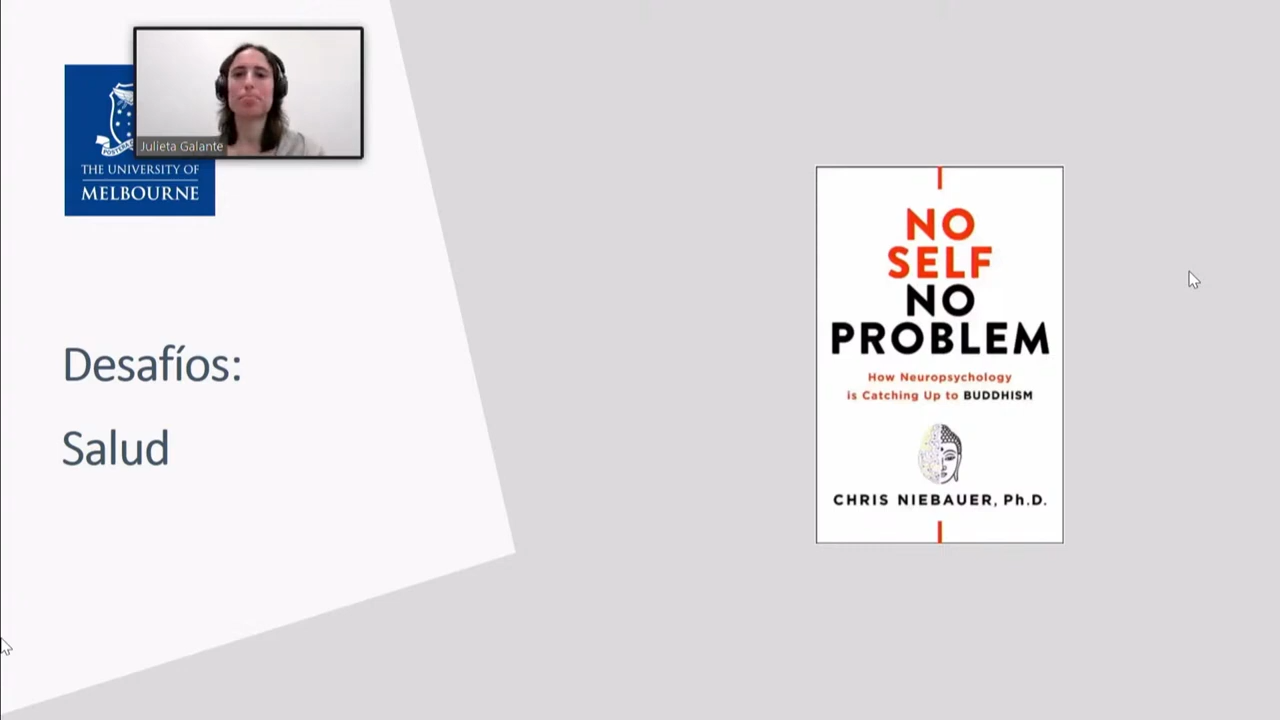 Julieta Galante
THE UNIVERSITY OF
MELBOURNE
Desafíos:
Salud
NO
SELF
NO
PROBLEM
How Neuropsychology
is Catching Up to BUDDHISM
CHRIS NIEBAUER, Ph.D.